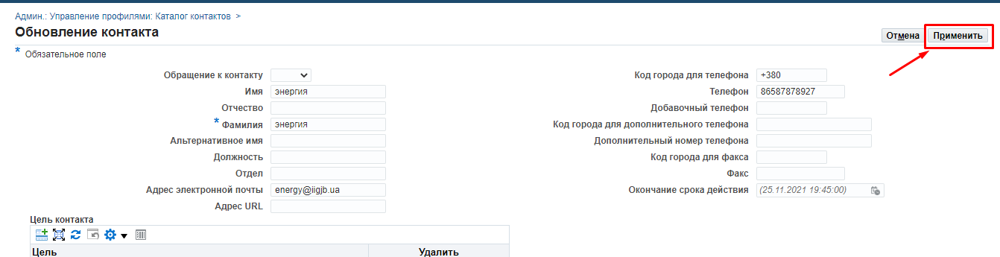 Админ.: Управление профилями: Каталог контактов >
Обновление контакта
Отмена Применить
* Обязательное поле
Обращение к контакту
Имя энергия
Отчество
* Фамилия энергия
Альтернативное имя
Должность
Отдел
Адрес электронной почты energy@iigjb.ua
Адрес URL
Код города для телефона +380
Телефон 86587878927
Добавочный телефон
Код города для дополнительного телефона
Дополнительный номер телефона
Код города для факса
Факс
Окончание срока действия (25.11.2021 19:45:00)
Цель контакта
Цель Удалить